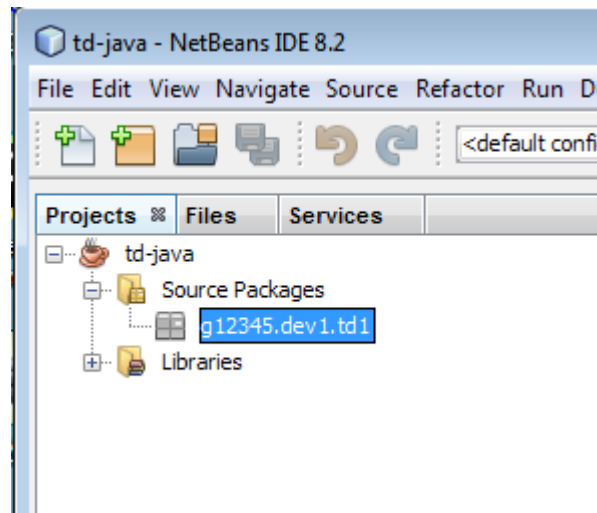 td-java - NetBeans IDE 8.2
File Edit View Navigate Source Refactor Run D
<default confi
Projects Files Services
td-java
Source Packages
g12345.dev1.td1
Libraries